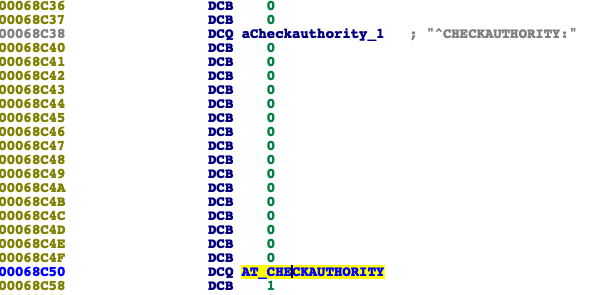 00068C36 DCB 0
00068C37 DCB 0
00068C38 DCQ aCheckauthority_1 ; "^CHECKAUTHORITY:"
00068C40 DCB 0
00068C41 DCB 0
00068C42 DCB 0
00068C43 DCB 0
00068C44 DCB 0
00068C45 DCB 0
00068C46 DCB 0
00068C47 DCB 0
00068C48 DCB 0
00068C49 DCB 0
00068C4A DCB 0
00068C4B DCB 0
00068C4C DCB 0
00068C4D DCB 0
00068C4E DCB 0
00068C4F DCB 0
00068C50 DCQ AT_CHECKAUTHORITY
00068C58 DCB 1